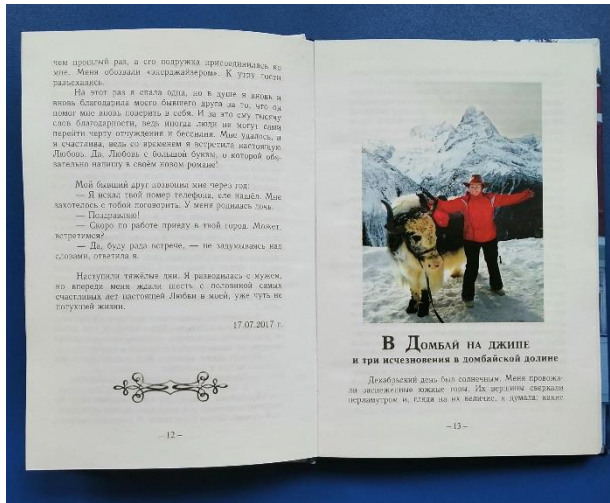 чем прошлый раз, а его подружка присоединилась ко
мне. Меня обозвали «энерджайзером». К утру гости
разъехались.
На этот раз я спала одна, но в душе я вновь и
вновь благодарила моего бывшего друга за то, что он
помог мне вновь поверить в себя. И за это ему тысячу
слов благодарности, ведь иногда люди не могут сами
перейти черту отчуждения и бессилия. Мне удалось, и
я счастлива, ведь со временем я встретила настоящую
Любовь. Да, Любовь с большой буквы, о которой обя-
зательно напишу в своём новом романе!
Мой бывший друг позвонил мне через год:
— Я искал твой номер телефона, еле нашёл. Мне
захотелось с тобой поговорить. У меня родилась дочь.
— Поздравляю!
— Скоро по работе приеду в твой город. Может,
встретимся?
— Да, буду рада встрече, — не задумываясь над
словами, ответила я.
Наступили тяжёлые дни. Я разводилась с мужем,
но впереди меня ждали шесть с половиной самых
счастливых лет настоящей Любви в моей, уже чуть не
потухшей жизни.
17.07.2017 г.
– 12 –
В Домбай на джипе
и три исчезновения в домбайской долине
Декабрьский день был солнечным. Меня провожа-
ли заснеженные южные горы. Их вершины сверкали
перламутром и, глядя на их величие, я думала: какие
– 13 –